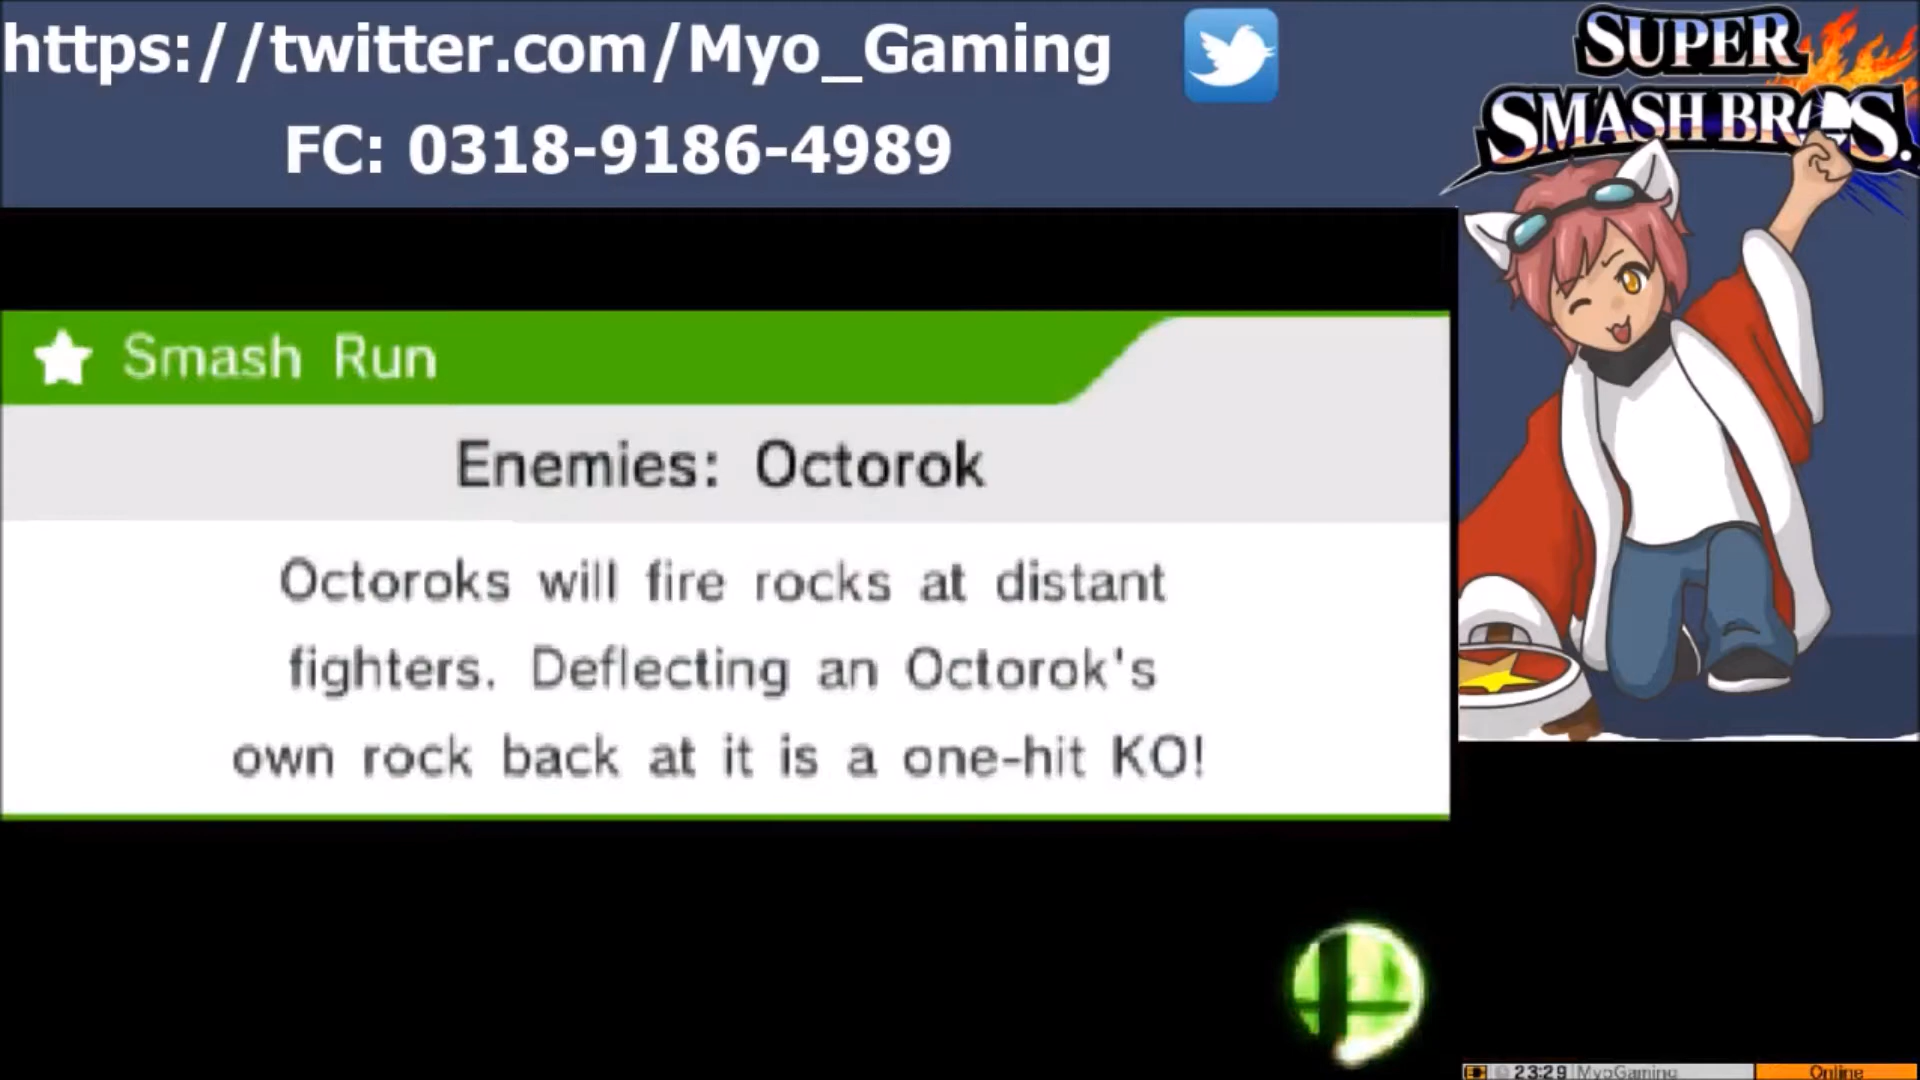 https://twitter.com/Myo_Gaming
FC: 0318-9186-4989
SUPER
SMASH BROS.
Smash Run
Enemies: Octorok
Octoroks will fire rocks at distant
fighters. Deflecting an Octorok's
own rock back at it is a one-hit KO!
23:29 MyoGaming Online